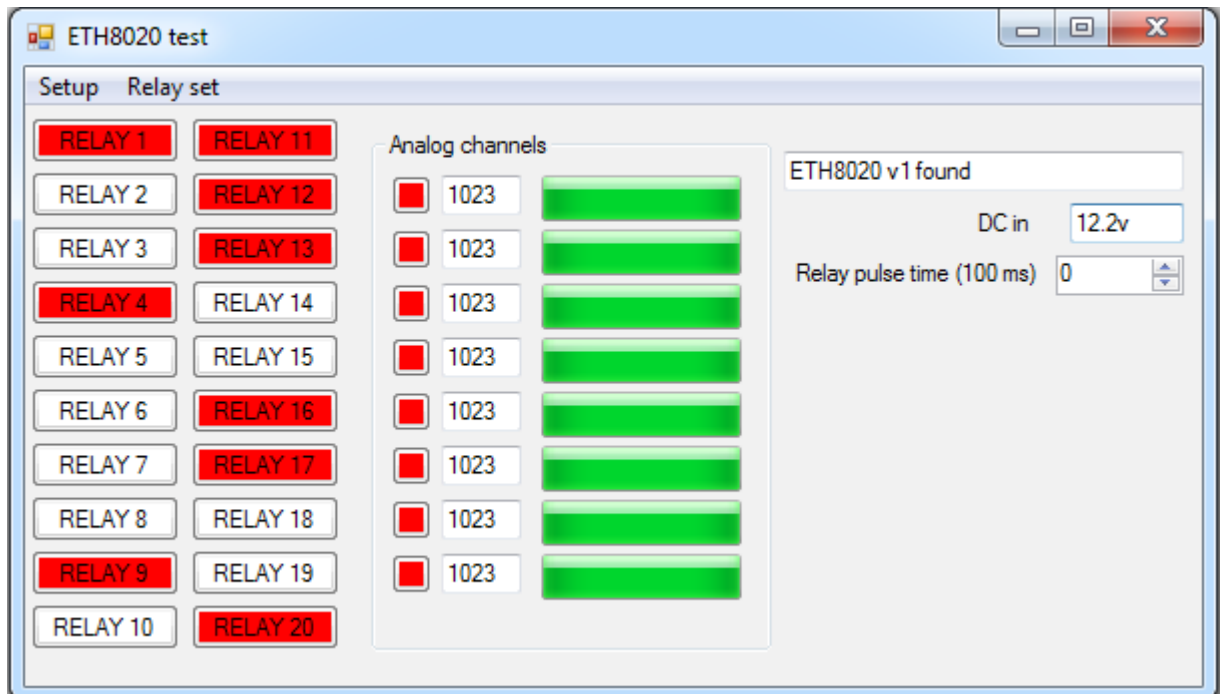 ETH8020 test
Setup Relay set
RELAY 1 RELAY 11
RELAY 2 RELAY 12
RELAY 3 RELAY 13
RELAY 4 RELAY 14
RELAY 5 RELAY 15
RELAY 6 RELAY 16
RELAY 7 RELAY 17
RELAY 8 RELAY 18
RELAY 9 RELAY 19
RELAY 10 RELAY 20
Analog channels
1023
1023
1023
1023
1023
1023
1023
1023
ETH8020 v1 found
DC in 12.2v
Relay pulse time (100 ms) 0